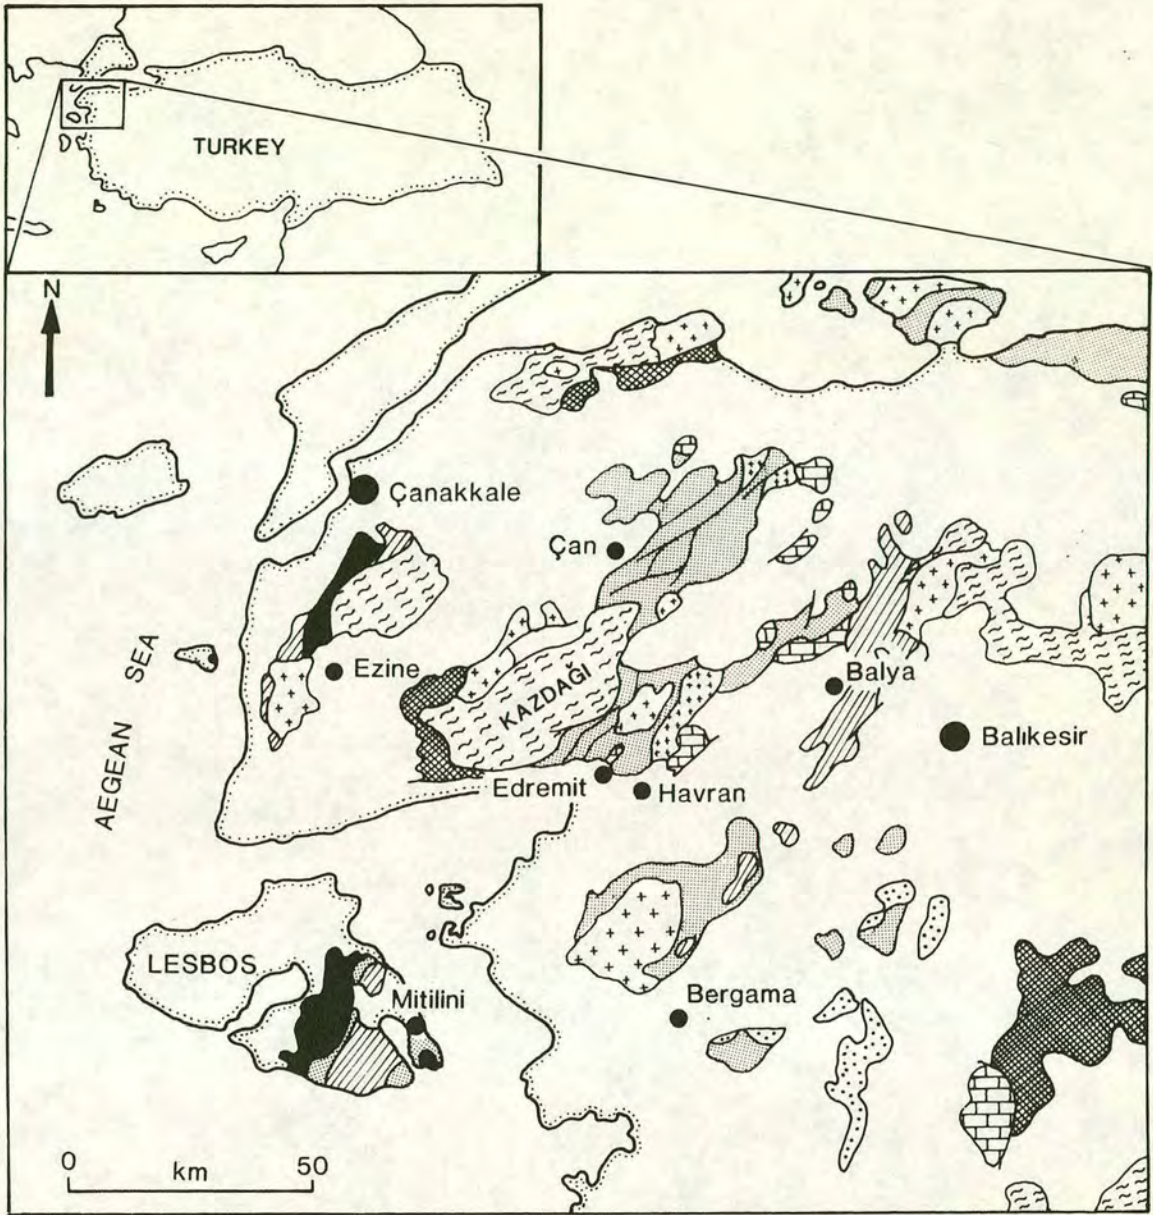 TURKEY
N
Çanakkale
Çan
AEGEAN SEA
Ezine
KAZDAĞI
Balya
Balıkesir
Edremit
Havran
LESBOS
Mitilini
Bergama
0 km 50